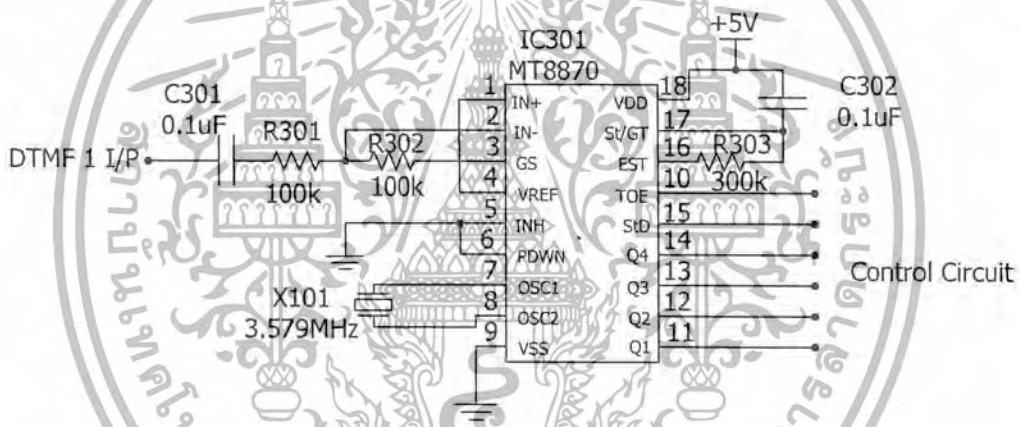 +5V
IC301
MT8870
C301
0.1uF
R301
100k
R302
100k
DTMF 1 I/P
C302
0.1uF
R303
300k
1 IN+
2 IN-
3 GS
4 VREF
5 INH
6 PDWN
7 OSC1
8 OSC2
9 VSS
18 VDD
17 St/GT
16 EST
10 TOE
15 StD
14 Q4
13 Q3
12 Q2
11 Q1
X101
3.579MHz
Control Circuit